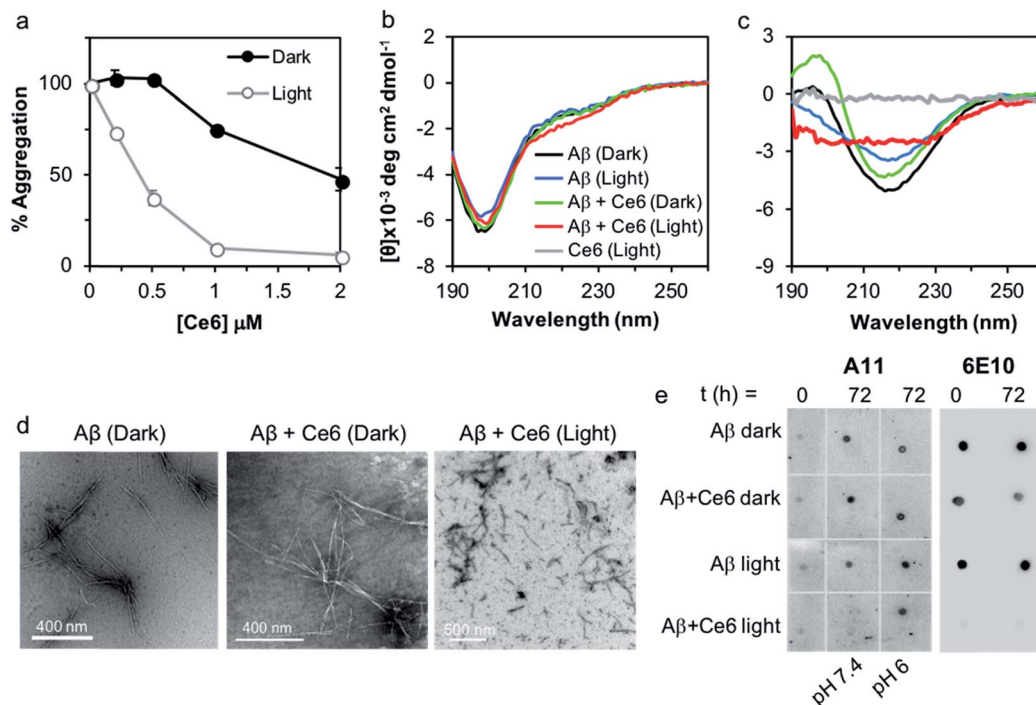 a
% Aggregation
100
50
0
0
0.5
1
1.5
2
[Ce6] μM
Dark
Light
b
[θ]x10⁻³ deg cm⁻² dmol⁻¹
2
0
-2
-4
-6
-8
190
210
230
250
Wavelength (nm)
Aβ (Dark)
Aβ (Light)
Aβ + Ce6 (Dark)
Aβ + Ce6 (Light)
Ce6 (Light)
c
3
0
-3
-6
-9
190
210
230
250
Wavelength (nm)
d
Aβ (Dark)
Aβ + Ce6 (Dark)
Aβ + Ce6 (Light)
400 nm
400 nm
500 nm
e
A11
6E10
t (h) = 0 72 72 0 72
Aβ dark
Aβ+Ce6 dark
Aβ light
Aβ+Ce6 light
pH 7.4
pH 6